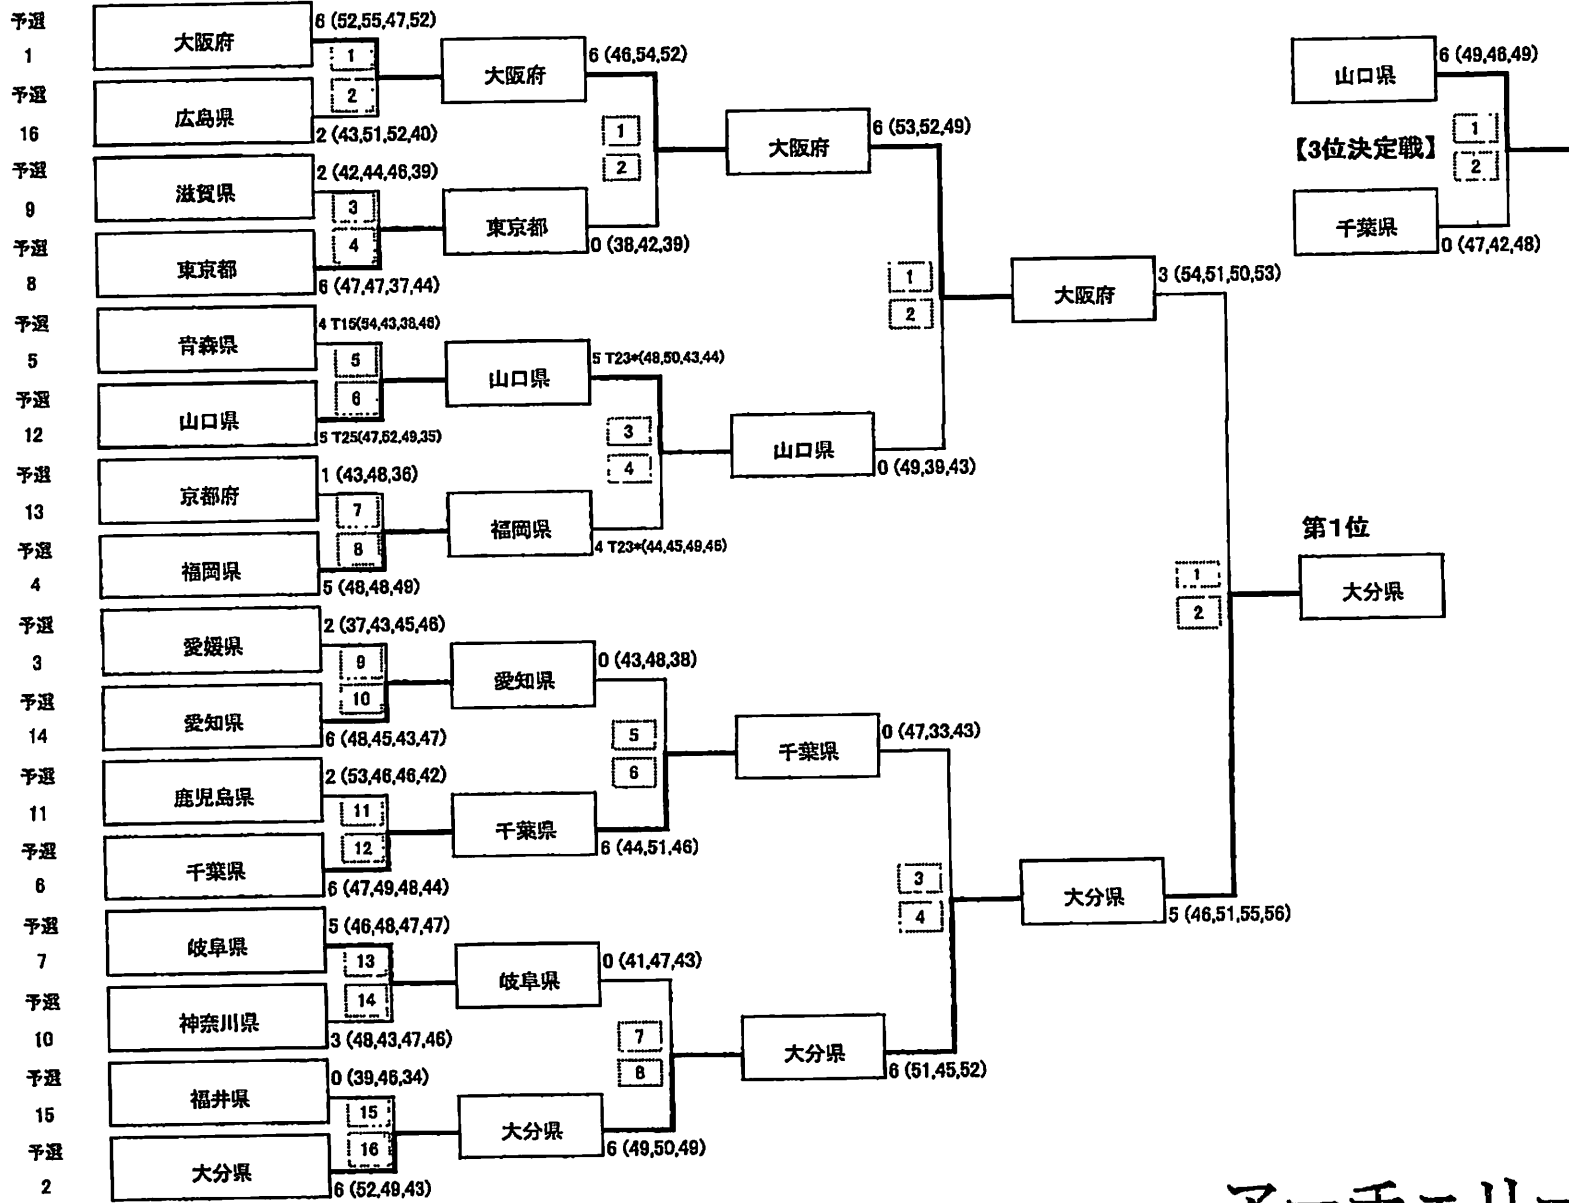 予選 1 大阪府 6 (52,55,47,52)
1
2
予選 16 広島県 2 (43,51,52,40)
予選 9 滋賀県 2 (42,44,46,39)
3
4
予選 8 東京都 6 (47,47,37,44)
予選 5 青森県 4 T15(54,43,38,46)
5
6
予選 12 山口県 5 T25(47,52,49,35)
予選 13 京都府 1 (43,48,36)
7
8
予選 4 福岡県 5 (48,48,49)
予選 3 愛媛県 2 (37,43,45,46)
9
10
予選 14 愛知県 6 (48,45,43,47)
予選 11 鹿児島県 2 (53,46,46,42)
11
12
予選 6 千葉県 6 (47,49,48,44)
予選 7 岐阜県 5 (46,48,47,47)
13
14
予選 10 神奈川県 3 (48,43,47,46)
予選 15 福井県 0 (39,46,34)
15
16
予選 2 大分県 6 (52,49,43)
大阪府 6 (46,54,52)
1
2
東京都 0 (38,42,39)
山口県 5 T23*(48,50,43,44)
3
4
福岡県 4 T23*(44,45,49,46)
愛知県 0 (43,48,38)
5
6
千葉県 6 (44,51,46)
岐阜県 0 (41,47,43)
7
8
大分県 6 (49,50,49)
大阪府 6 (53,52,49)
1
2
山口県 0 (49,39,43)
千葉県 0 (47,33,43)
3
4
大分県 6 (51,45,52)
大阪府 3 (54,51,50,53)
1
2
大分県 5 (46,51,55,56)
第1位
大分県
山口県 6 (49,46,49)
【3位決定戦】
1
2
千葉県 0 (47,42,48)